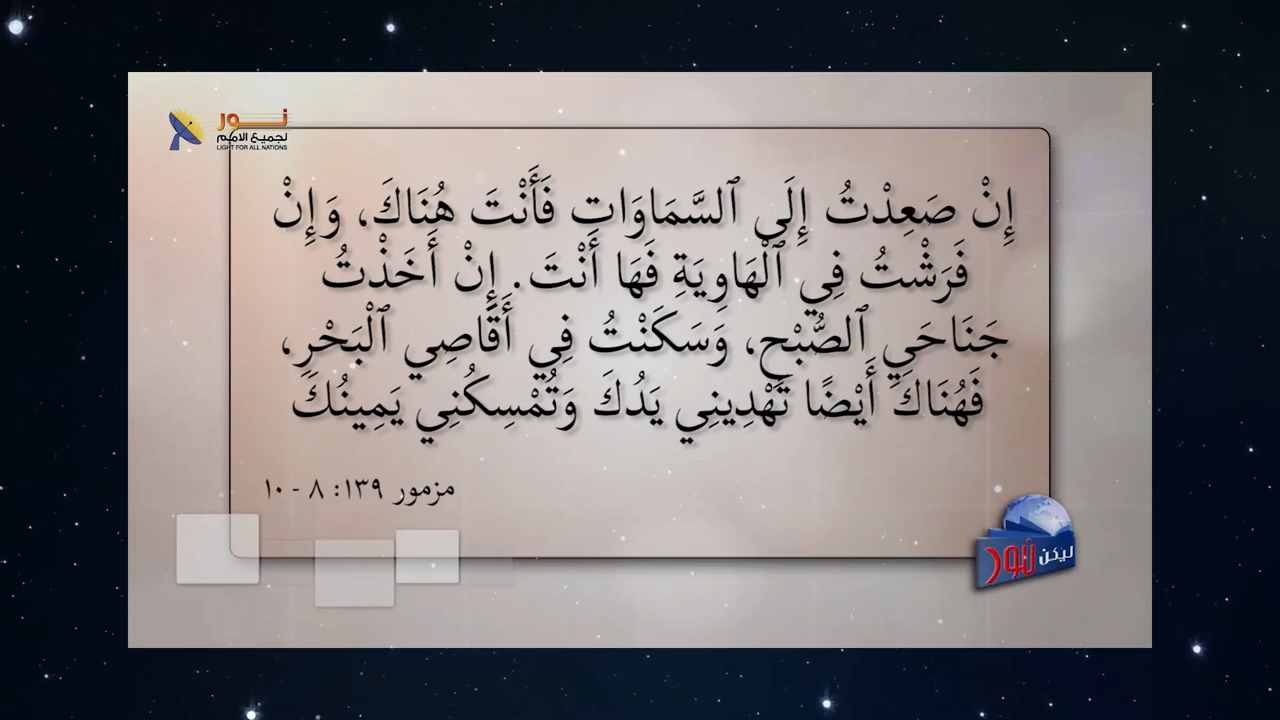 نــور
لجميع الامم
LIGHT FOR ALL NATIONS
إِنْ صَعِدْتُ إِلَى ٱلسَّمَاوَاتِ فَأَنْتَ هُنَاكَ، وَإِنْ
فَرَشْتُ فِي ٱلْهَاوِيَةِ فَهَا أَنْتَ. إِنْ أَخَذْتُ
جَنَاحَيِ ٱلصُّبْحِ، وَسَكَنْتُ فِي أَقَاصِي ٱلْبَحْرِ،
فَهُنَاكَ أَيْضًا تَهْدِينِي يَدُكَ وَتُمْسِكُنِي يَمِينُكَ
مزمور ١٣٩: ٨ - ١٠
ليكن نور